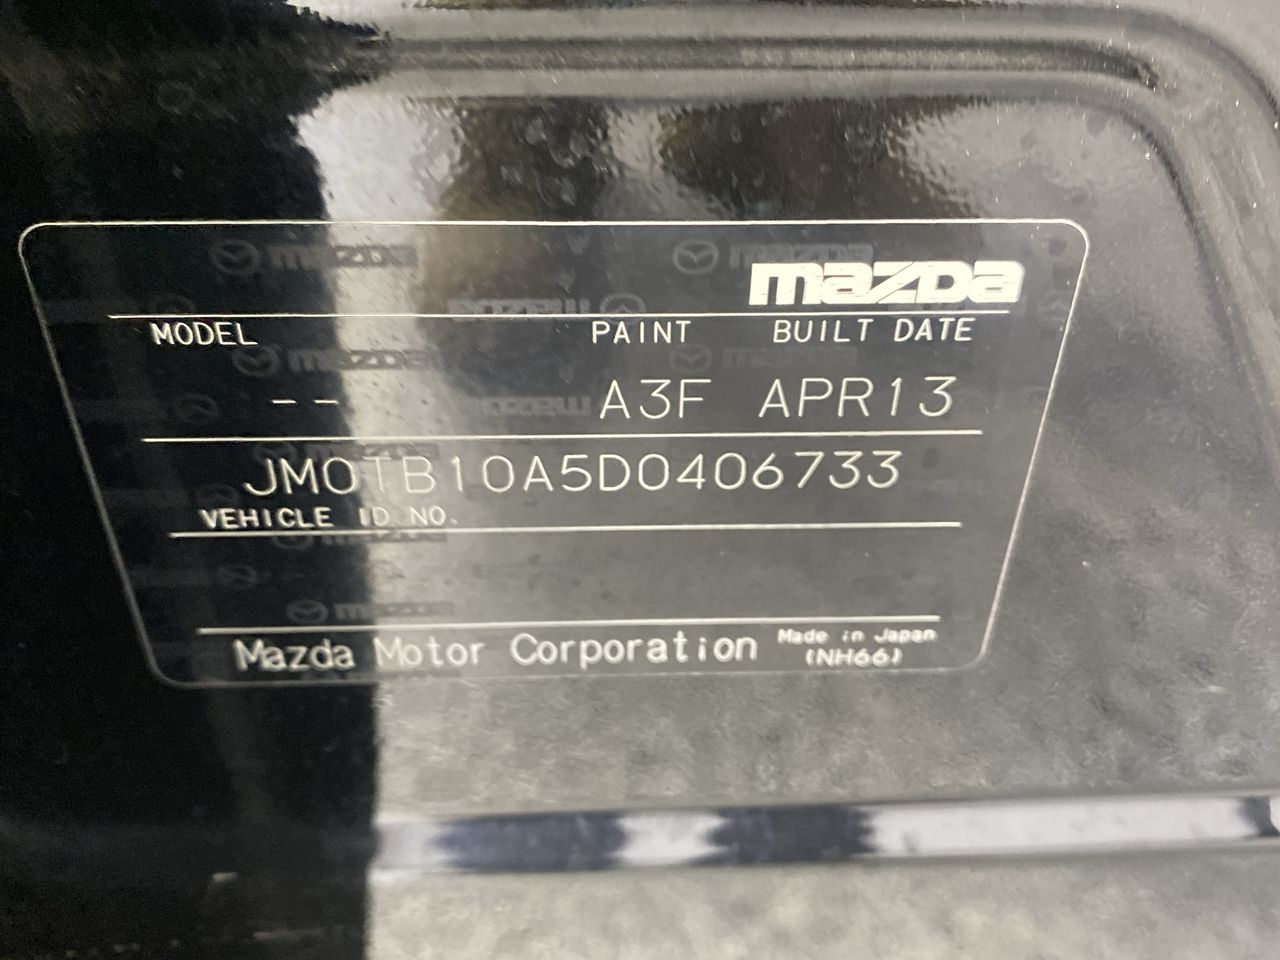 mazda
MODEL PAINT BUILT DATE
-- A3F APR13
JM0TB10A5D0406733
VEHICLE ID NO.
Mazda Motor Corporation Made in Japan
(NH66)